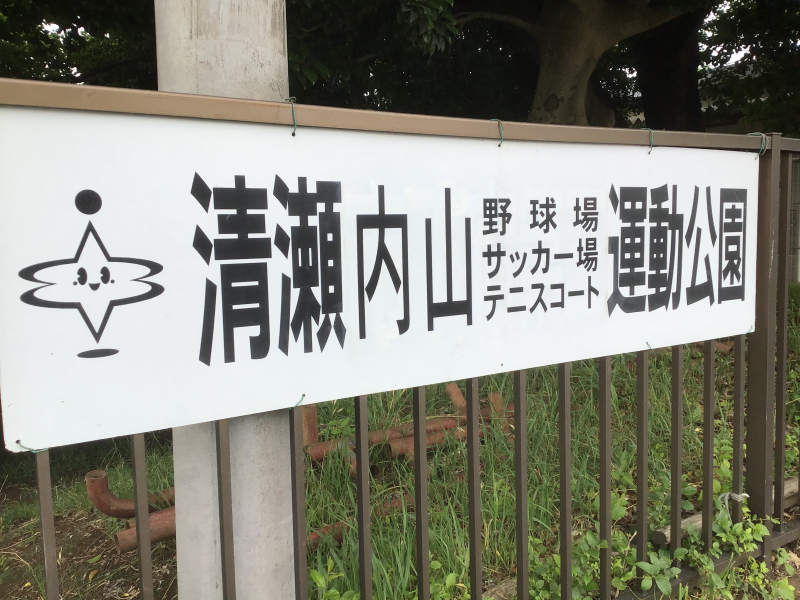 清瀬内山
野球場
サッカー場
テニスコート
運動公園